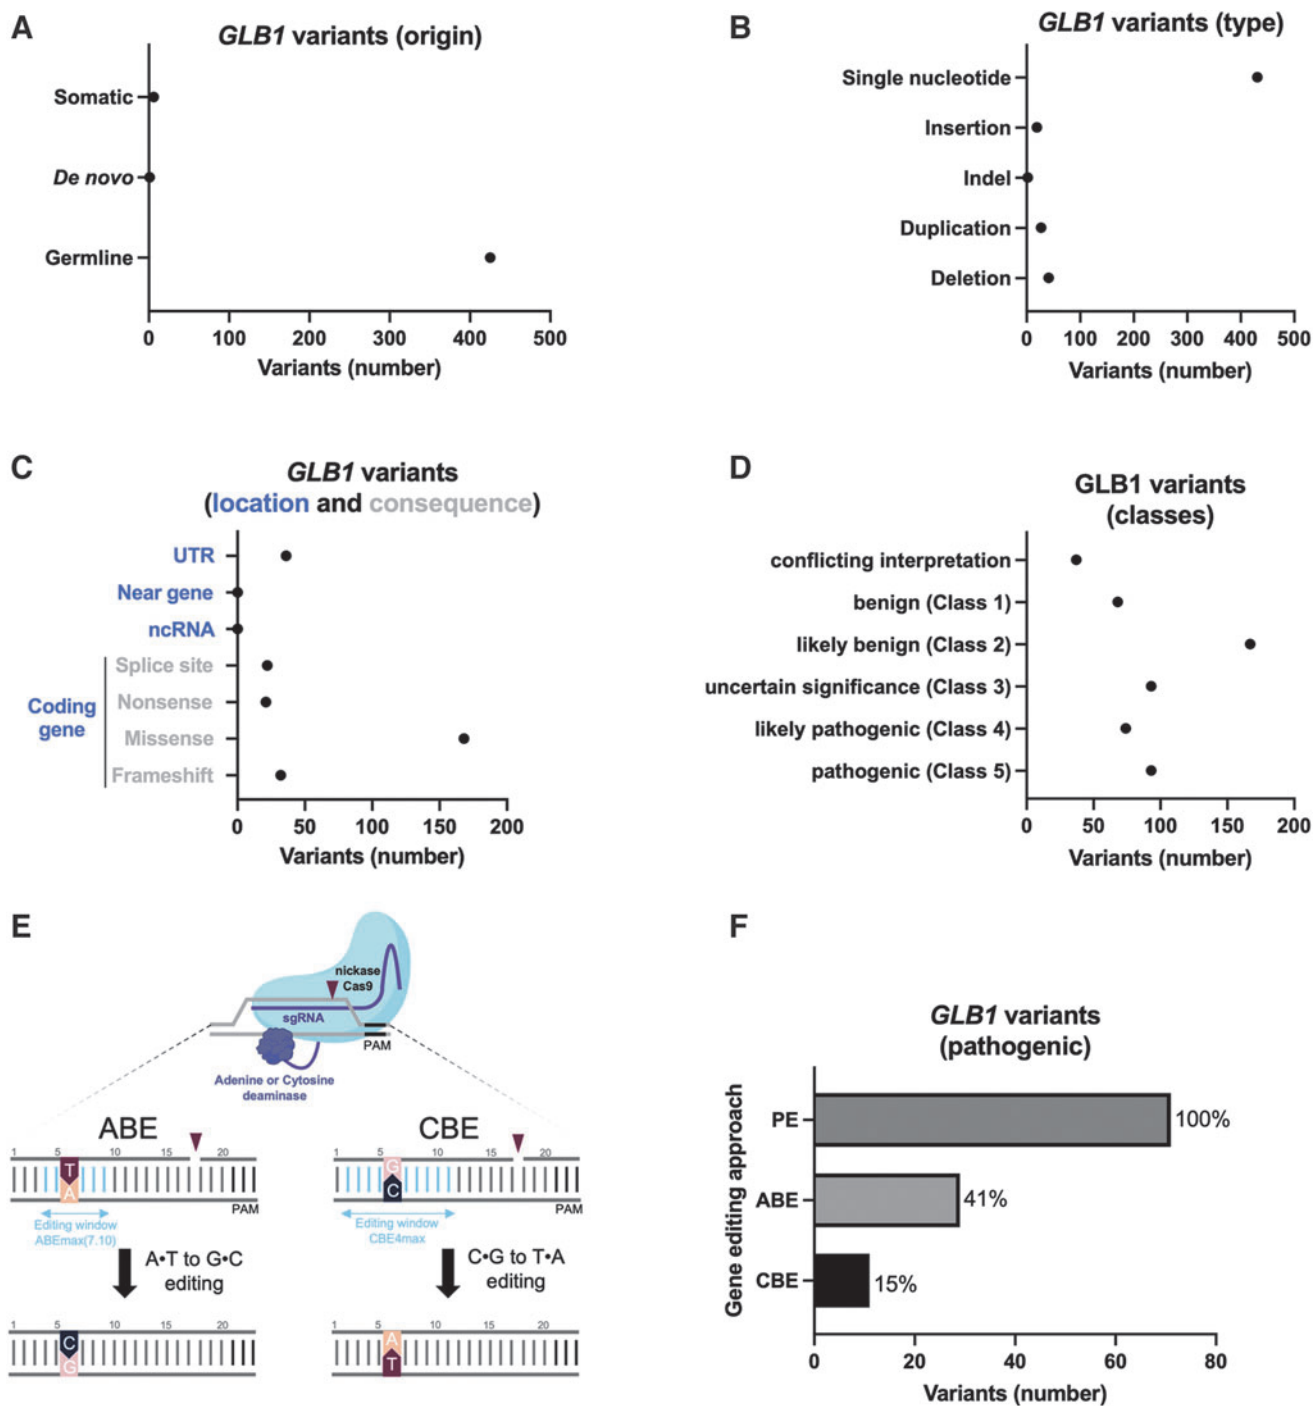 A
GLB1 variants (origin)
Somatic
De novo
Germline
0 100 200 300 400 500
Variants (number)
B
GLB1 variants (type)
Single nucleotide
Insertion
Indel
Duplication
Deletion
0 100 200 300 400 500
Variants (number)
C
GLB1 variants
(location and consequence)
UTR
Near gene
ncRNA
Splice site
Nonsense
Missense
Frameshift
Coding
gene
0 50 100 150 200
Variants (number)
D
GLB1 variants
(classes)
conflicting interpretation
benign (Class 1)
likely benign (Class 2)
uncertain significance (Class 3)
likely pathogenic (Class 4)
pathogenic (Class 5)
0 50 100 150 200
Variants (number)
E
nickase
Cas9
sgRNA
PAM
Adenine or Cytosine
deaminase
ABE
1 5 10 15 20
T
A
PAM
Editing window
ABEmax(7.10)
A•T to G•C
editing
1 5 10 15 20
C
G
CBE
1 5 10 15 20
G
C
PAM
Editing window
CBE4max
C•G to T•A
editing
1 5 10 15 20
A
T
F
GLB1 variants
(pathogenic)
Gene editing approach
PE
100%
ABE
41%
CBE
15%
0 20 40 60 80
Variants (number)